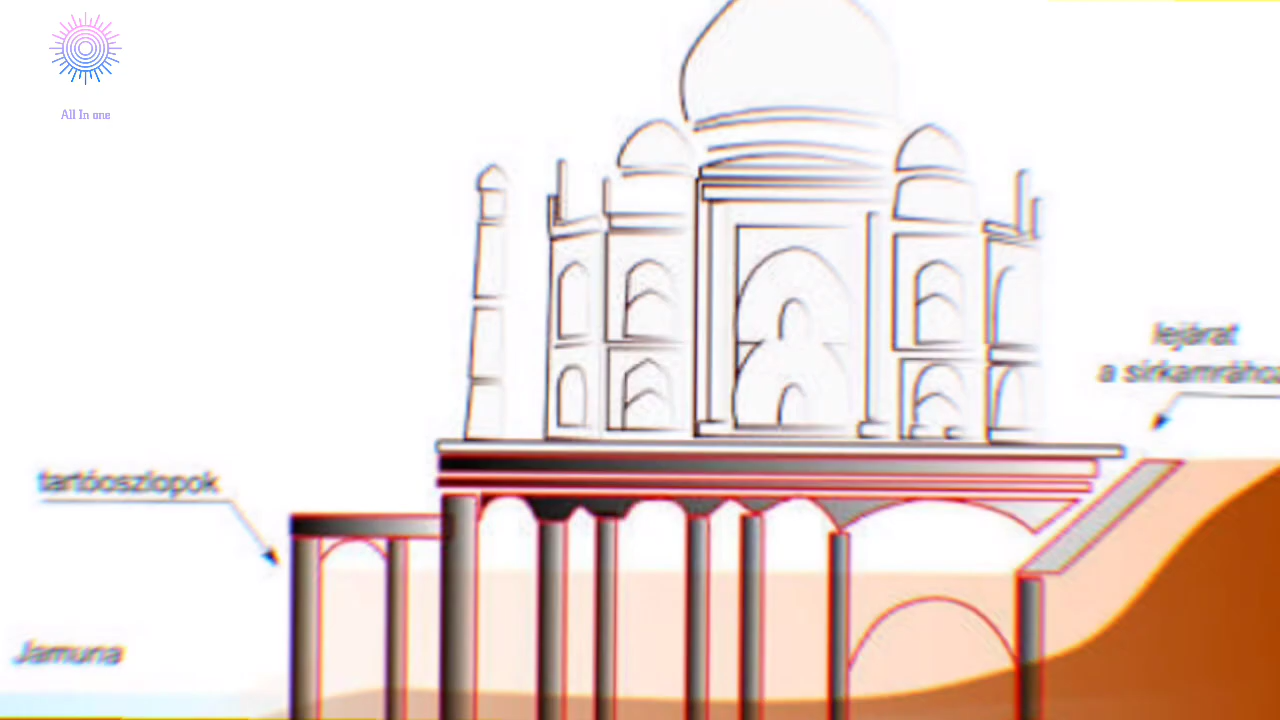 All In one
lejárat
a sírkamrához
tartóoszlopok
Jamuna